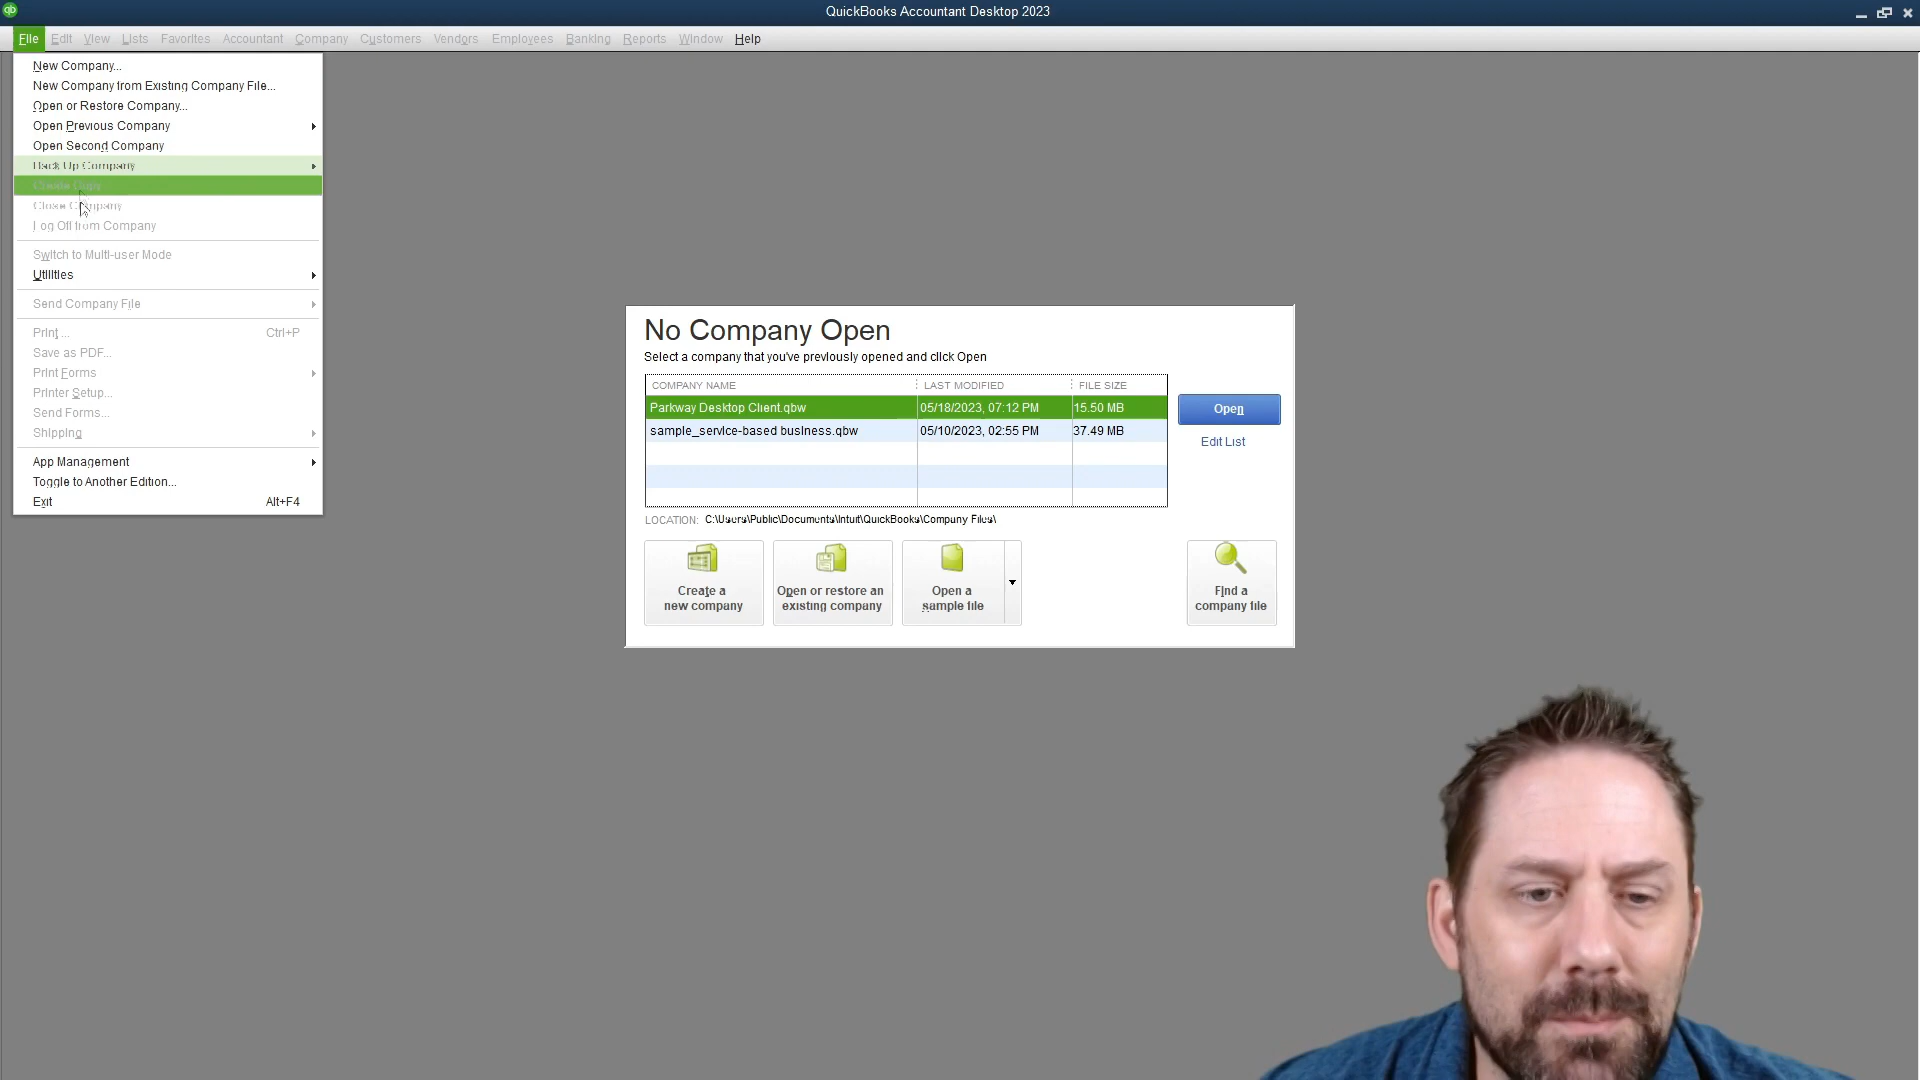 qb
QuickBooks Accountant Desktop 2023
File Edit View Lists Favorites Accountant Company Customers Vendors Employees Banking Reports Window Help
New Company...
New Company from Existing Company File...
Open or Restore Company...
Open Previous Company
Open Second Company
Back Up Company
Create Copy
Close Company
Log Off from Company
Switch to Multi-user Mode
Utilities
Send Company File
Print ... Ctrl+P
Save as PDF...
Print Forms
Printer Setup...
Send Forms...
Shipping
App Management
Toggle to Another Edition...
Exit Alt+F4
No Company Open
Select a company that you've previously opened and click Open
COMPANY NAME LAST MODIFIED FILE SIZE
Parkway Desktop Client.qbw 05/18/2023, 07:12 PM 15.50 MB
sample_service-based business.qbw 05/10/2023, 02:55 PM 37.49 MB
Open
Edit List
LOCATION: C:\Users\Public\Documents\Intuit\QuickBooks\Company Files\
Create a
new company
Open or restore an
existing company
Open a
sample file
Find a
company file